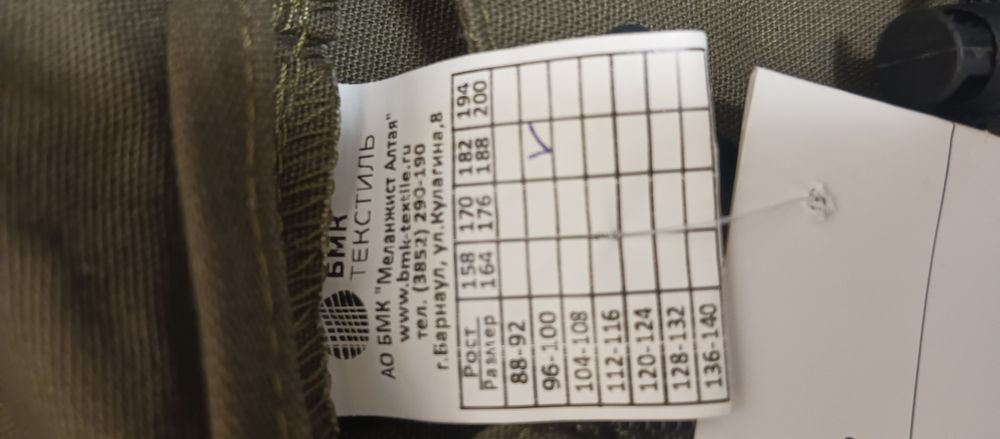 БМК
ТЕКСТИЛЬ
АО БМК "Меланжист Алтая"
www.bmk-textile.ru
тел. (3852) 290-190
г.Барнаул, ул.Кулагина,8
Рост 158 170 182 194
Размер 164 176 188 200
88-92
96-100
104-108
112-116
120-124
128-132
136-140